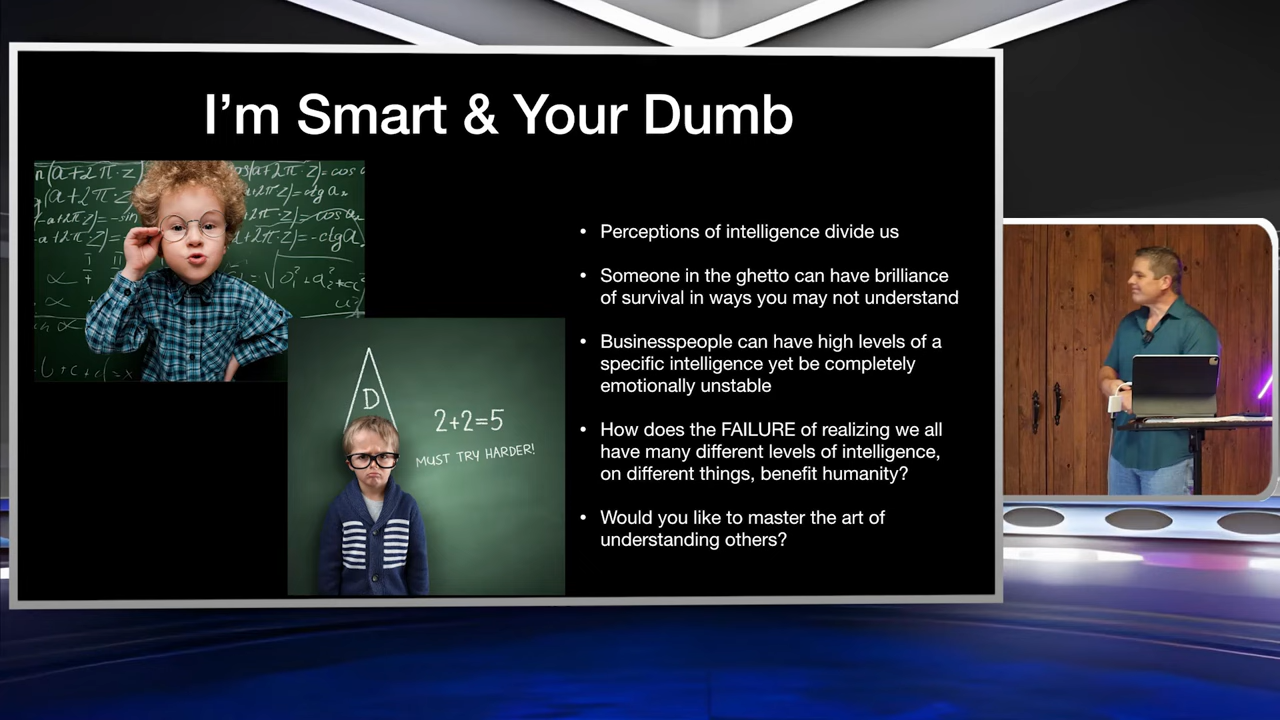 I'm Smart & Your Dumb
• Perceptions of intelligence divide us
• Someone in the ghetto can have brilliance
of survival in ways you may not understand
• Businesspeople can have high levels of a
specific intelligence yet be completely
emotionally unstable
• How does the FAILURE of realizing we all
have many different levels of intelligence,
on different things, benefit humanity?
• Would you like to master the art of
understanding others?
D
2+2=5
MUST TRY HARDER!